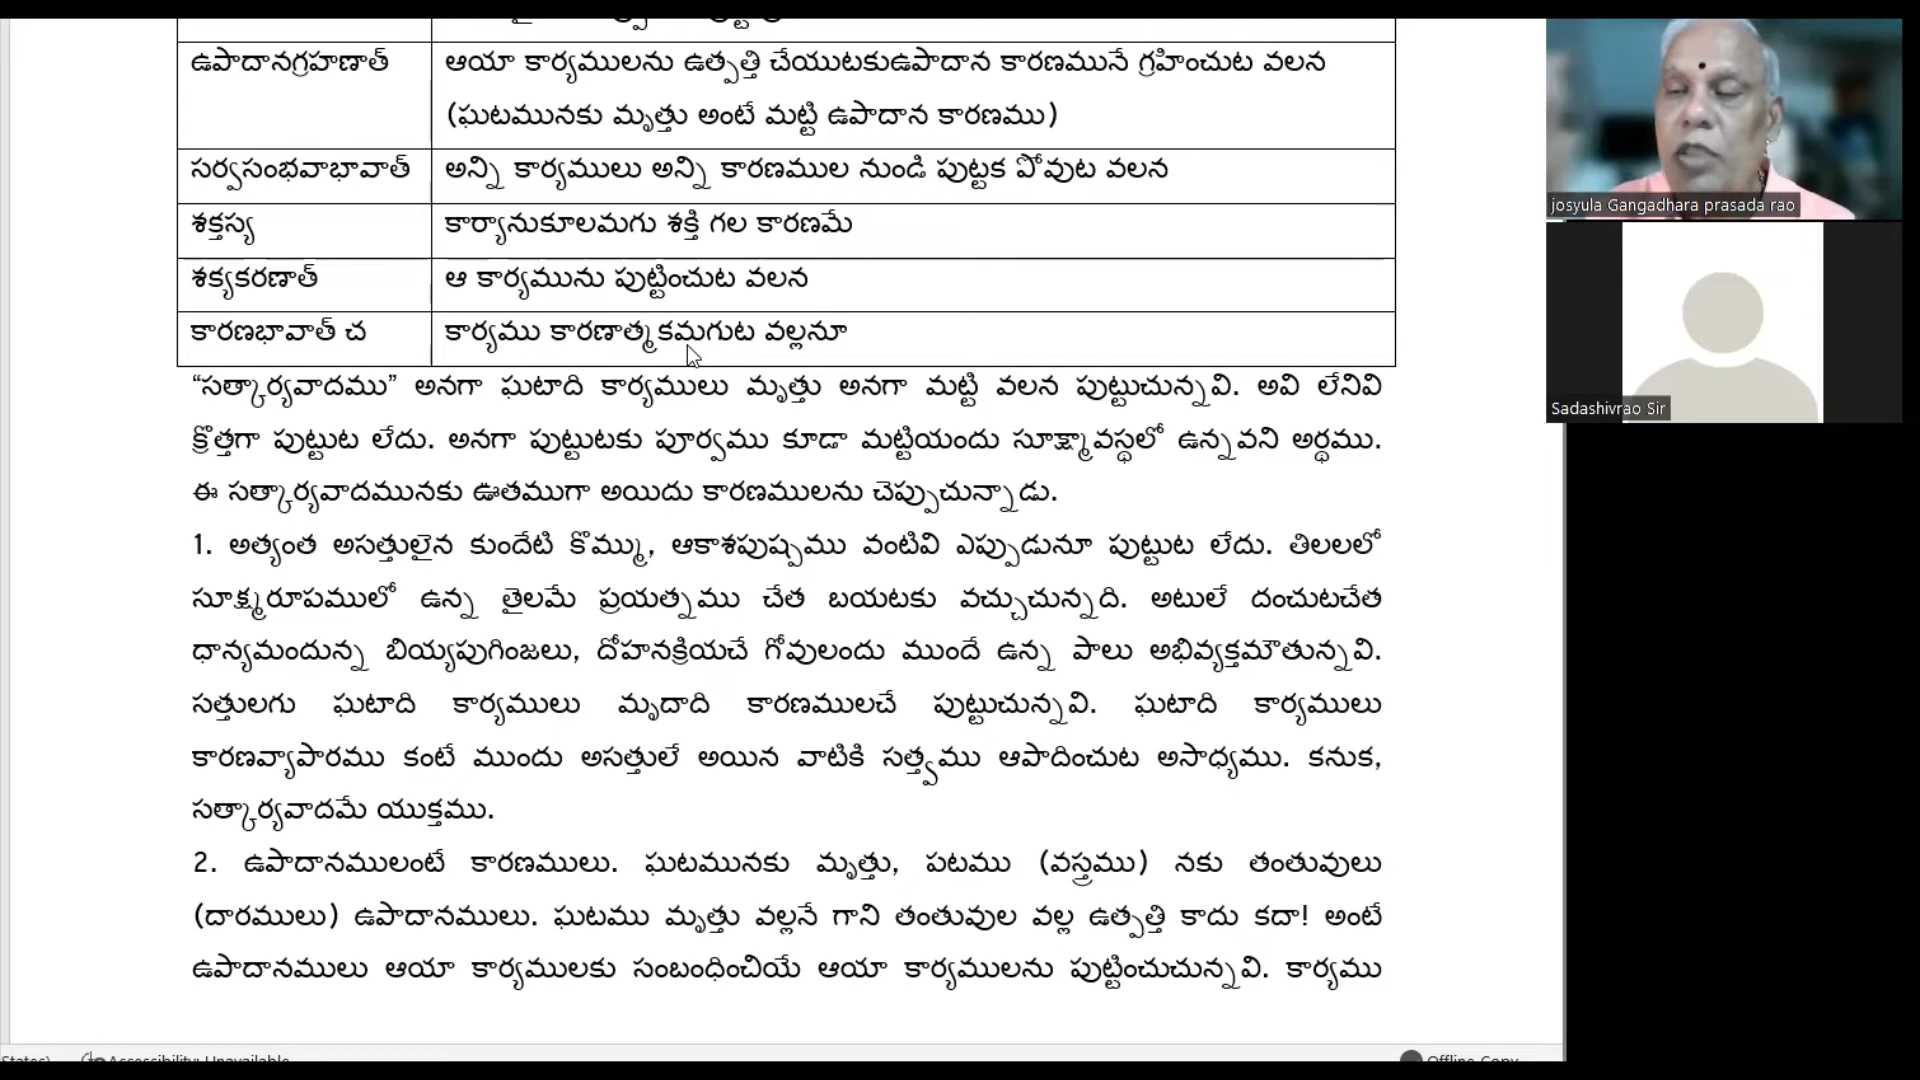 ఉపాదానగ్రహణాత్ ఆయా కార్యములను ఉత్పత్తి చేయుటకుఉపాదాన కారణమునే గ్రహించుట వలన
(ఘటమునకు మృత్తు అంటే మట్టి ఉపాదాన కారణము)
సర్వసంభవాభావాత్ అన్ని కార్యములు అన్ని కారణముల నుండి పుట్టక పోవుట వలన
శక్తస్య కార్యానుకూలమగు శక్తి గల కారణమే
శక్యకరణాత్ ఆ కార్యమును పుట్టించుట వలన
కారణభావాత్ చ కార్యము కారణాత్మకమగుట వల్లనూ
“సత్కార్యవాదము” అనగా ఘటాది కార్యములు మృత్తు అనగా మట్టి వలన పుట్టుచున్నవి. అవి లేనివి
క్రొత్తగా పుట్టుట లేదు. అనగా పుట్టుటకు పూర్వము కూడా మట్టియందు సూక్ష్మావస్థలో ఉన్నవని అర్థము.
ఈ సత్కార్యవాదమునకు ఊతముగా అయిదు కారణములను చెప్పుచున్నాడు.
1. అత్యంత అసత్తులైన కుందేటి కొమ్ము, ఆకాశపుష్పము వంటివి ఎప్పుడునూ పుట్టుట లేదు. తిలలలో
సూక్ష్మరూపములో ఉన్న తైలమే ప్రయత్నము చేత బయటకు వచ్చుచున్నది. అటులే దంచుటచేత
ధాన్యమందున్న బియ్యపుగింజలు, దోహనక్రియచే గోవులందు ముందే ఉన్న పాలు అభివ్యక్తమౌతున్నవి.
సత్తులగు ఘటాది కార్యములు మృదాది కారణములచే పుట్టుచున్నవి. ఘటాది కార్యములు
కారణవ్యాపారము కంటే ముందు అసత్తులే అయిన వాటికి సత్త్వము ఆపాదించుట అసాధ్యము. కనుక,
సత్కార్యవాదమే యుక్తము.
2. ఉపాదానములంటే కారణములు. ఘటమునకు మృత్తు, పటము (వస్త్రము) నకు తంతువులు
(దారములు) ఉపాదానములు. ఘటము మృత్తు వల్లనే గాని తంతువుల వల్ల ఉత్పత్తి కాదు కదా! అంటే
ఉపాదానములు ఆయా కార్యములకు సంబంధించియే ఆయా కార్యములను పుట్టించుచున్నవి. కార్యము
josyula Gangadhara prasada rao
Sadashivrao Sir
States) Accessibility: Unavailable Offline Copy